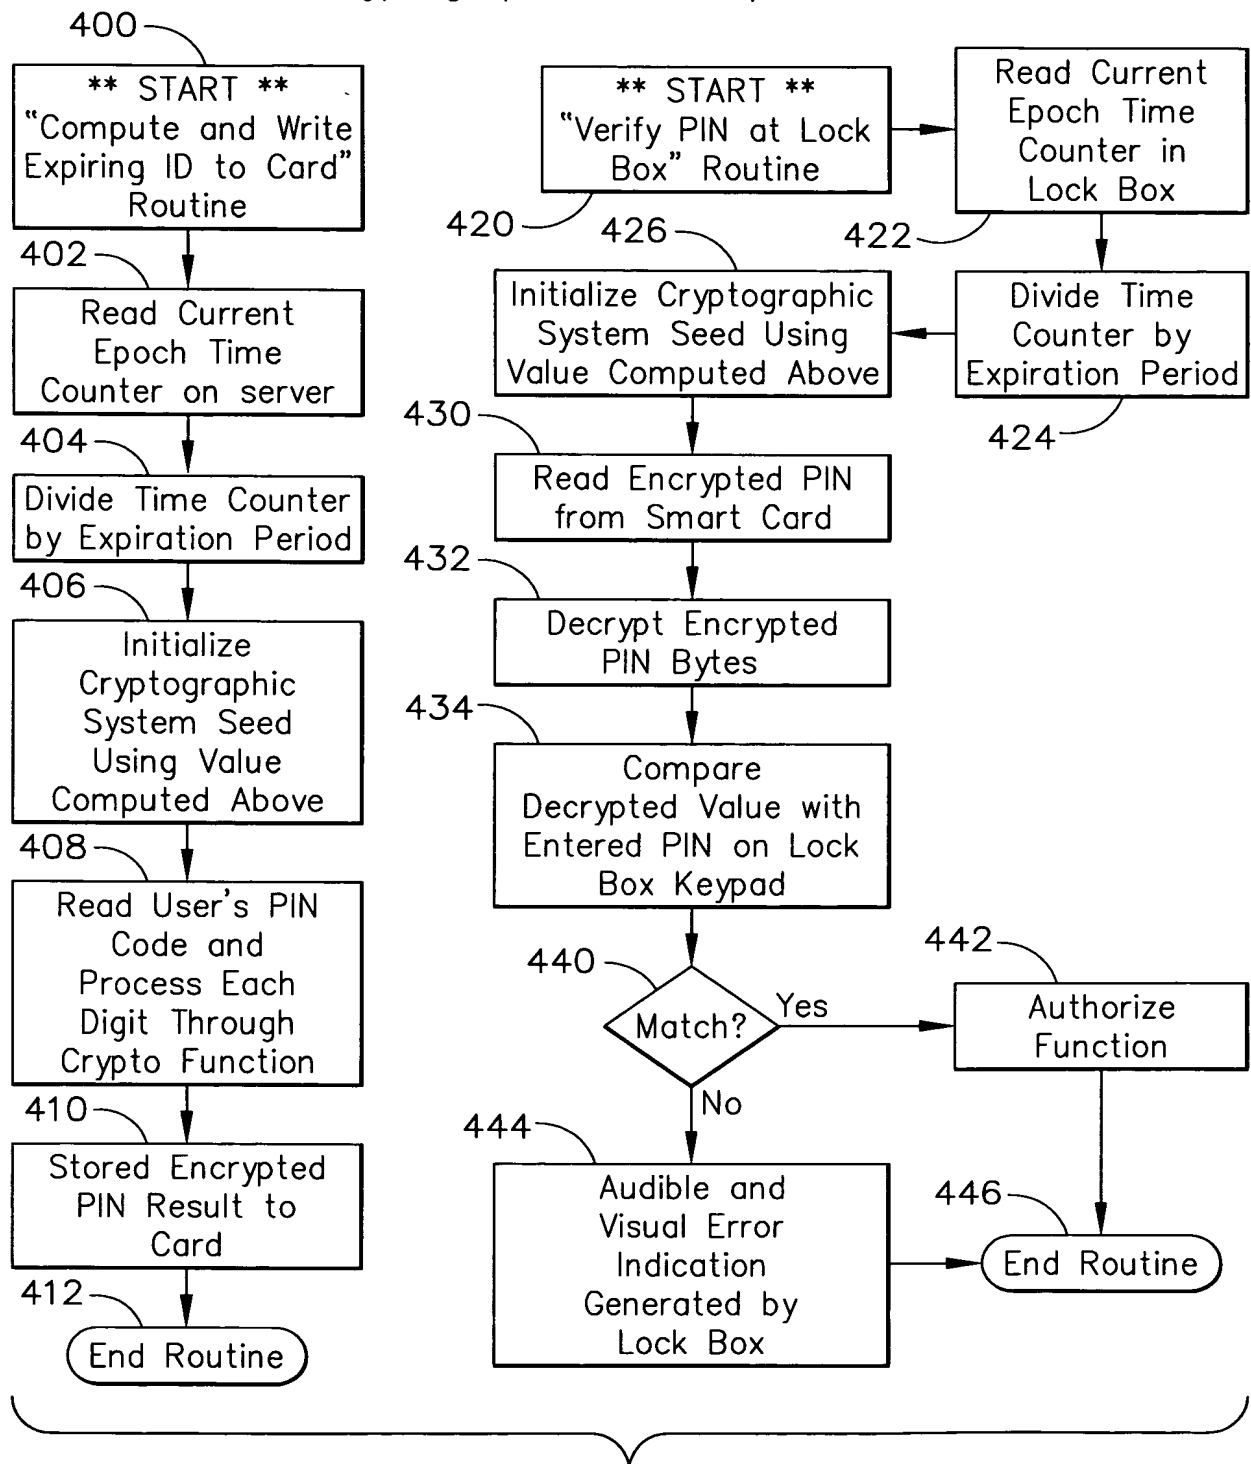 400
** START **
“Compute and Write
Expiring ID to Card”
Routine
402
Read Current
Epoch Time
Counter on server
404
Divide Time Counter
by Expiration Period
406
Initialize
Cryptographic
System Seed
Using Value
Computed Above
408
Read User's PIN
Code and
Process Each
Digit Through
Crypto Function
410
Stored Encrypted
PIN Result to
Card
412
End Routine
** START **
“Verify PIN at Lock
Box” Routine
420
Read Current
Epoch Time
Counter in
Lock Box
422
Divide Time
Counter by
Expiration Period
424
426
Initialize Cryptographic
System Seed Using
Value Computed Above
430
Read Encrypted PIN
from Smart Card
432
Decrypt Encrypted
PIN Bytes
434
Compare
Decrypted Value with
Entered PIN on Lock
Box Keypad
440
Match?
Yes
No
442
Authorize
Function
444
Audible and
Visual Error
Indication
Generated by
Lock Box
446
End Routine